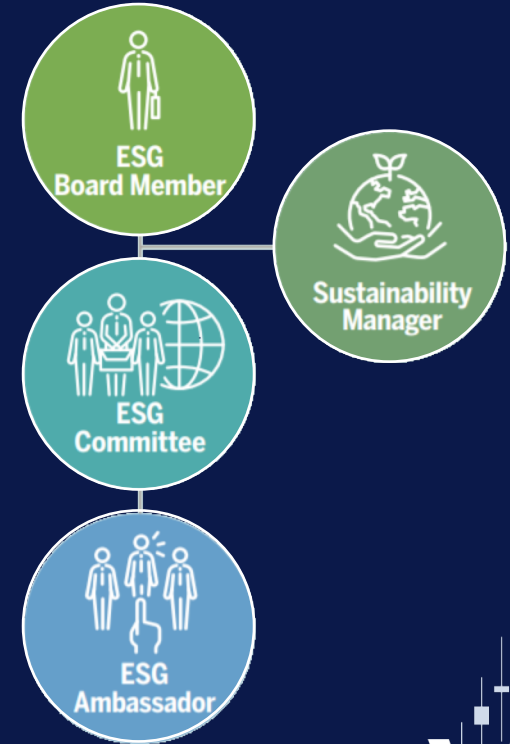 ESG
Board Member
Sustainability
Manager
ESG
Committee
ESG
Ambassador